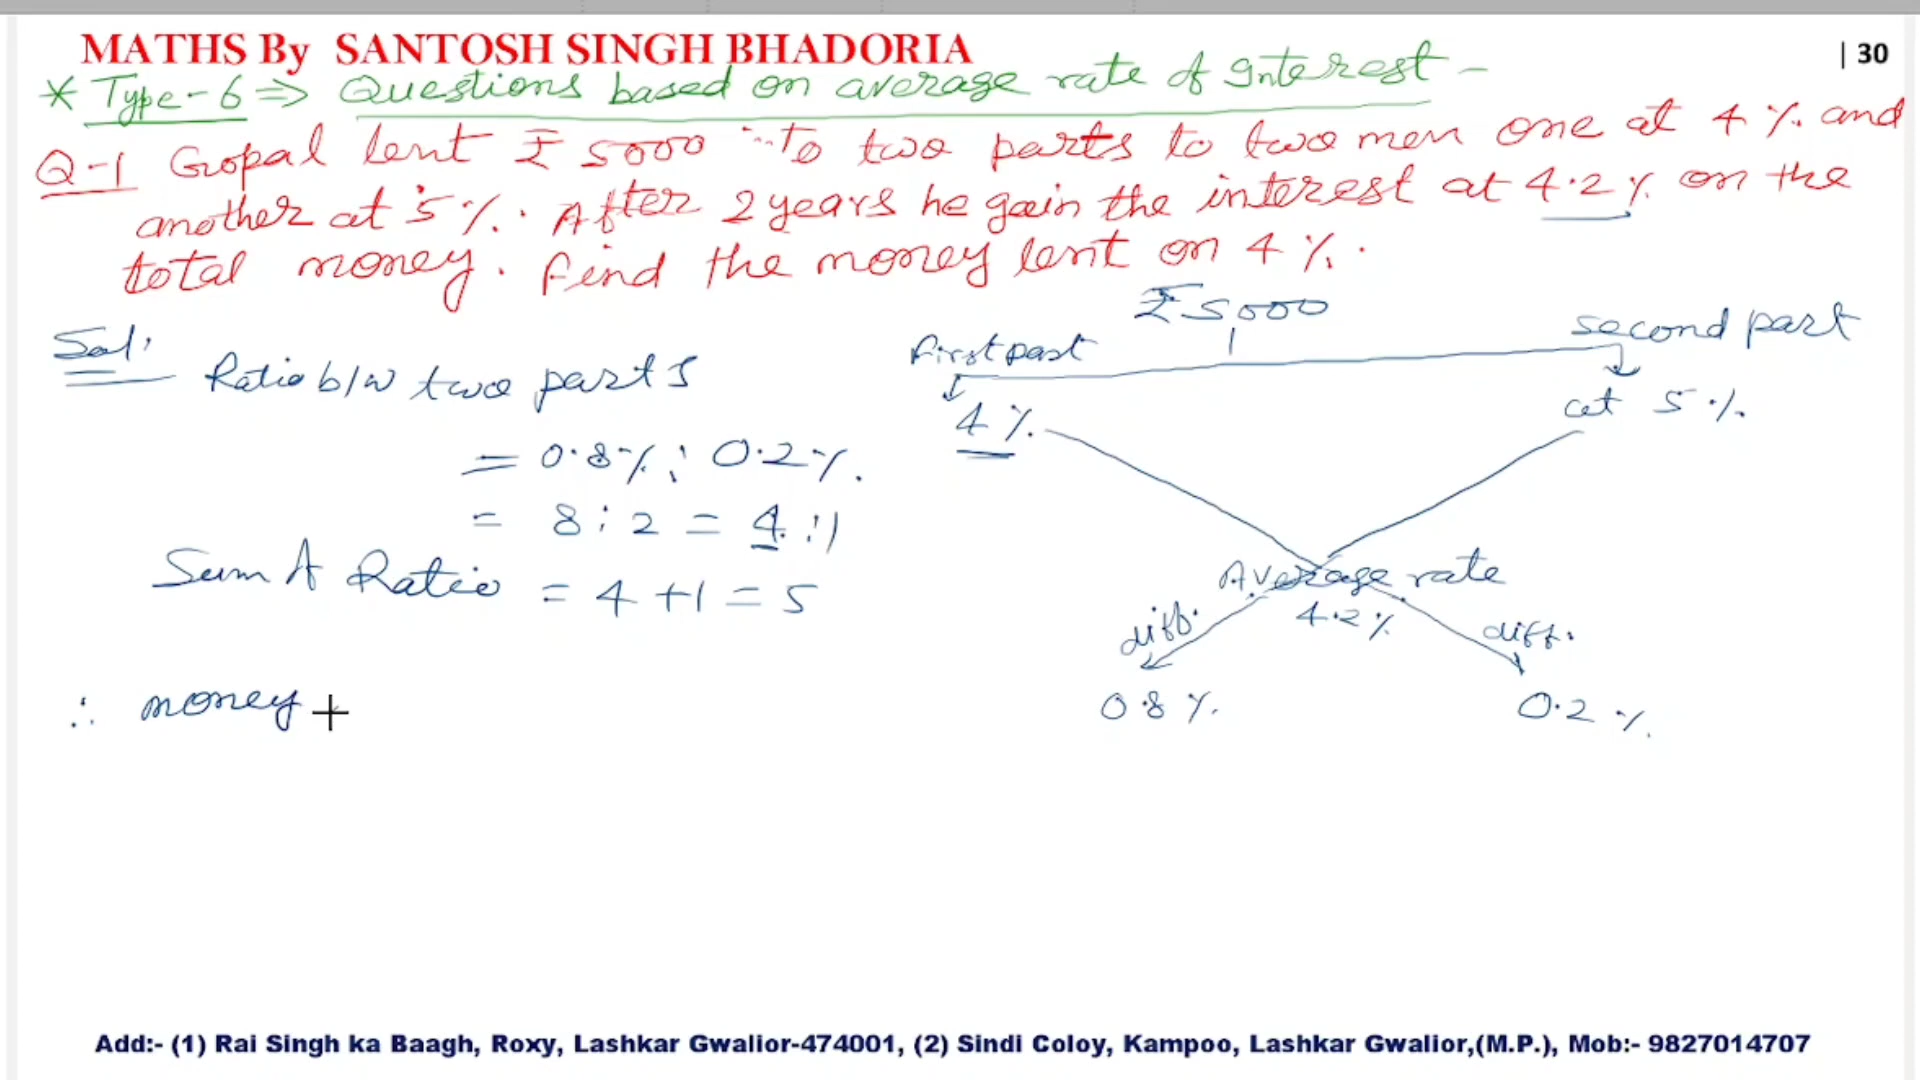 MATHS By SANTOSH SINGH BHADORIA
| 30
* Type-6 ⇒ Questions based on average rate of Interest -
Q-1 Gopal lent ₹ 5000 into two parts to two men one at 4 % and
another at 5 %. After 2 years he gain the interest at 4.2 % on the
total money. Find the money lent on 4 %.
Sol.
Ratio b/w two parts
= 0.8% : 0.2%.
= 8 : 2 = 4 : 1
Sum of Ratio = 4 + 1 = 5
∴ money
₹ 5000
First part
second part
4 %
at 5 %.
Average rate
4.2 %
diff.
diff.
0.8 %.
0.2 %.
Add:- (1) Rai Singh ka Baagh, Roxy, Lashkar Gwalior-474001, (2) Sindi Coloy, Kampoo, Lashkar Gwalior,(M.P.), Mob:- 9827014707